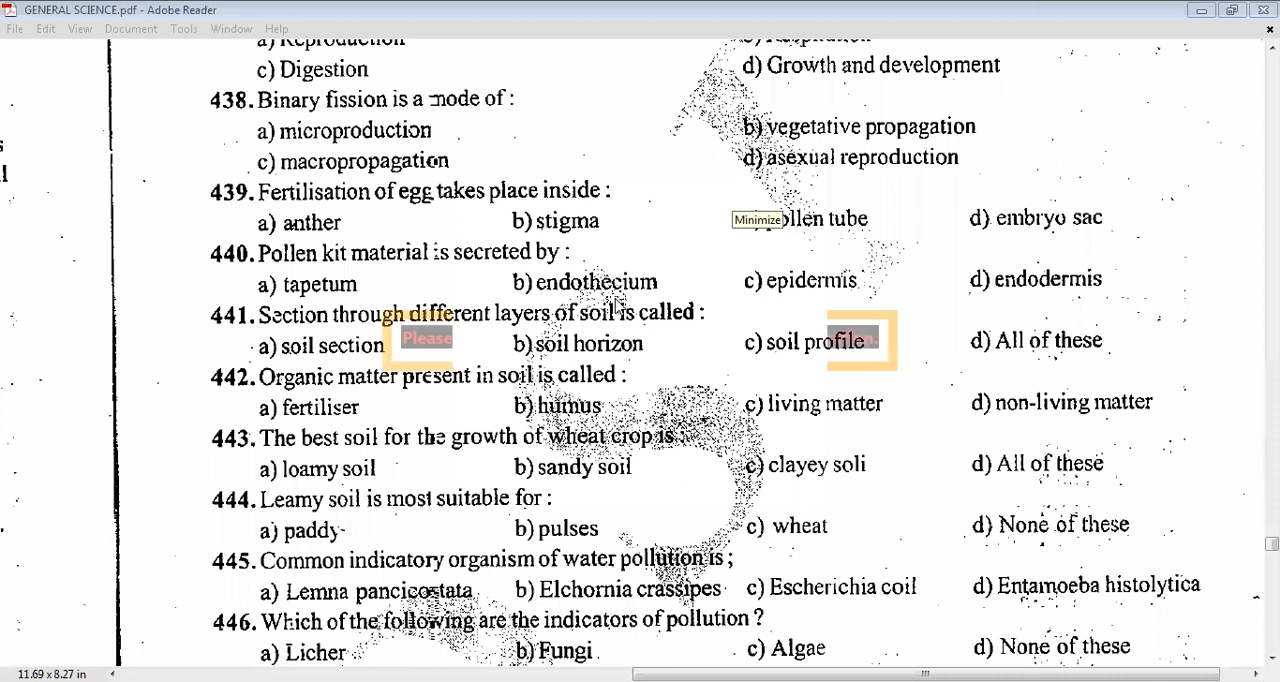 GENERAL SCIENCE.pdf - Adobe Reader
File Edit View Document Tools Window Help
a) Reproduction b) Respiration
c) Digestion d) Growth and development
438. Binary fission is a mode of :
a) microproduction b) vegetative propagation
c) macropropagation d) asexual reproduction
439. Fertilisation of egg takes place inside :
a) anther b) stigma Minimize pollen tube d) embryo sac
440. Pollen kit material is secreted by :
a) tapetum b) endothecium c) epidermis d) endodermis
441. Section through different layers of soil is called :
a) soil section Please b) soil horizon c) soil profile d) All of these
442. Organic matter present in soil is called :
a) fertiliser b) humus c) living matter d) non-living matter
443. The best soil for the growth of wheat crop is :
a) loamy soil b) sandy soil c) clayey soli d) All of these
444. Leamy soil is most suitable for :
a) paddy b) pulses c) wheat d) None of these
445. Common indicatory organism of water pollution is ;
a) Lemna pancicostata b) Elchornia crassipes c) Escherichia coil d) Entamoeba histolytica
446. Which of the following are the indicators of pollution ?
a) Licher b) Fungi c) Algae d) None of these
11.69 x 8.27 in